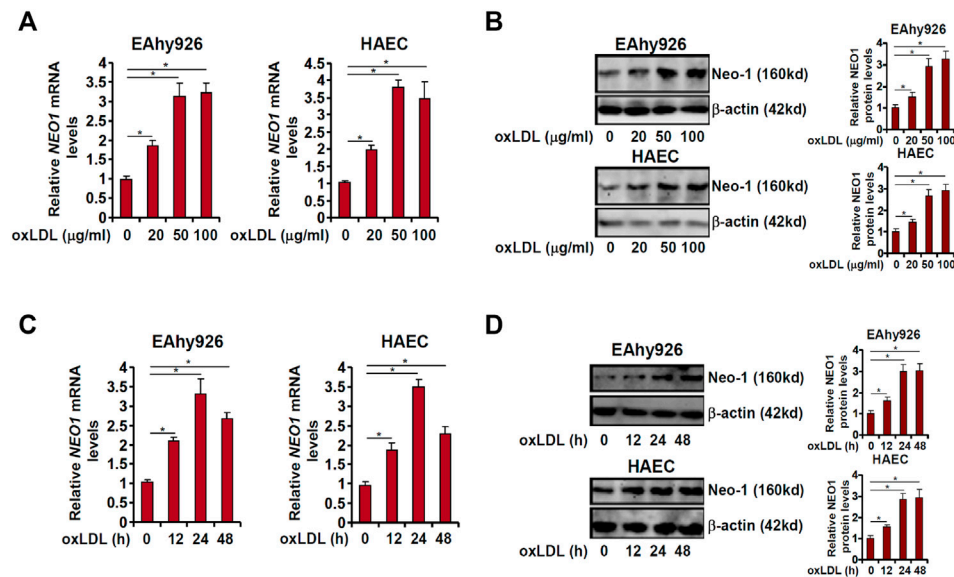 A
EAhy926
Relative NEO1 mRNA
levels
3.5
3
2.5
2
1.5
1
0.5
0
*
*
*
oxLDL (µg/ml) 0 20 50 100
HAEC
Relative NEO1 mRNA
levels
4.5
4
3.5
3
2.5
2
1.5
1
0.5
0
*
*
*
oxLDL (µg/ml) 0 20 50 100
B
EAhy926
Neo-1 (160kd)
β-actin (42kd)
oxLDL (µg/ml) 0 20 50 100
HAEC
Neo-1 (160kd)
β-actin (42kd)
oxLDL (µg/ml) 0 20 50 100
EAhy926
Relative NEO1
protein levels
4
3
2
1
0
*
*
*
0 20 50 100
oxLDL (µg/ml)
HAEC
Relative NEO1
protein levels
4
3
2
1
0
*
*
*
0 20 50 100
oxLDL (µg/ml)
C
EAhy926
Relative NEO1 mRNA
levels
4
3.5
3
2.5
2
1.5
1
0.5
0
*
*
*
oxLDL (h) 0 12 24 48
HAEC
Relative NEO1 mRNA
levels
4
3.5
3
2.5
2
1.5
1
0.5
0
*
*
*
oxLDL (h) 0 12 24 48
D
EAhy926
Neo-1 (160kd)
β-actin (42kd)
oxLDL (h) 0 12 24 48
HAEC
Neo-1 (160kd)
β-actin (42kd)
oxLDL (h) 0 12 24 48
EAhy926
Relative NEO1
protein levels
4
3
2
1
0
*
*
*
oxLDL (h) 0 12 24 48
HAEC
Relative NEO1
protein levels
4
3
2
1
0
*
*
*
oxLDL (h) 0 12 24 48